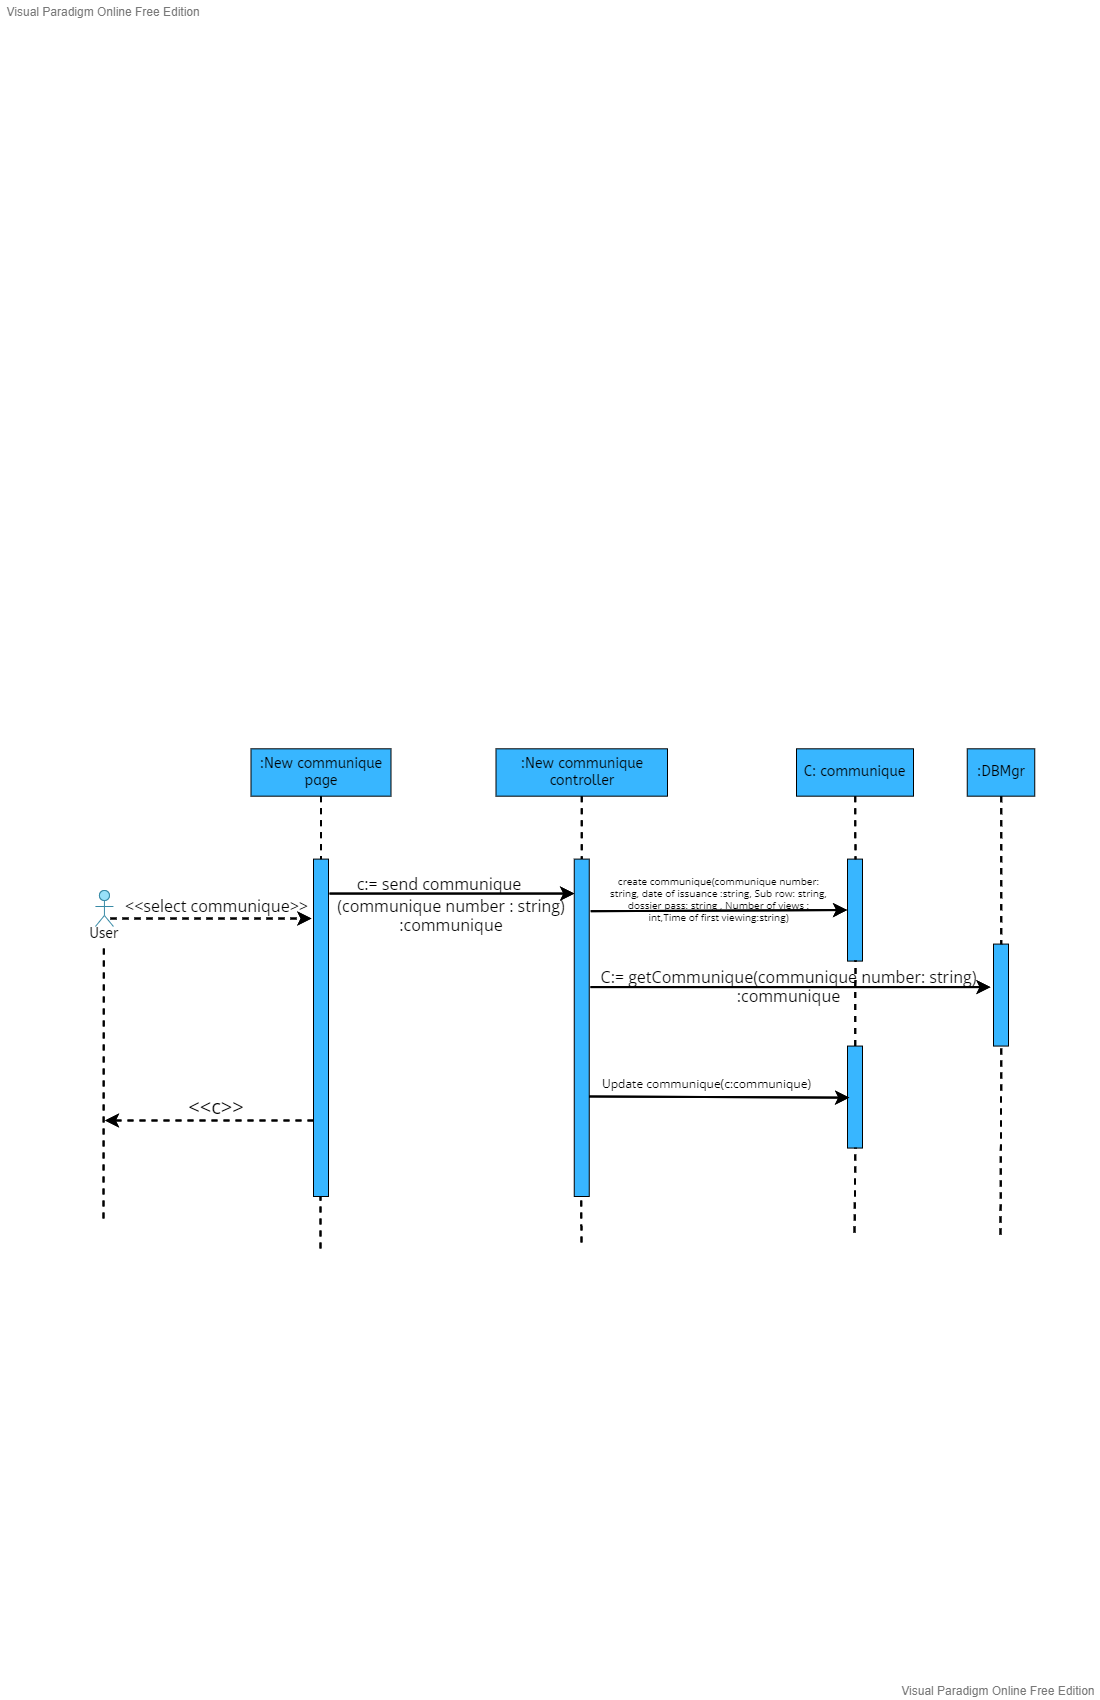 Visual Paradigm Online Free Edition
:New communique
page
:New communique
controller
C: communique
:DBMgr
User
<<select communique>>
c:= send communique
(communique number : string)
:communique
create communique(communique number:
string, date of issuance :string, Sub row: string,
dossier pass: string , Number of views :
int,Time of first viewing:string)
C:= getCommunique(communique number: string)
:communique
Update communique(c:communique)
<<c>>
Visual Paradigm Online Free Edition